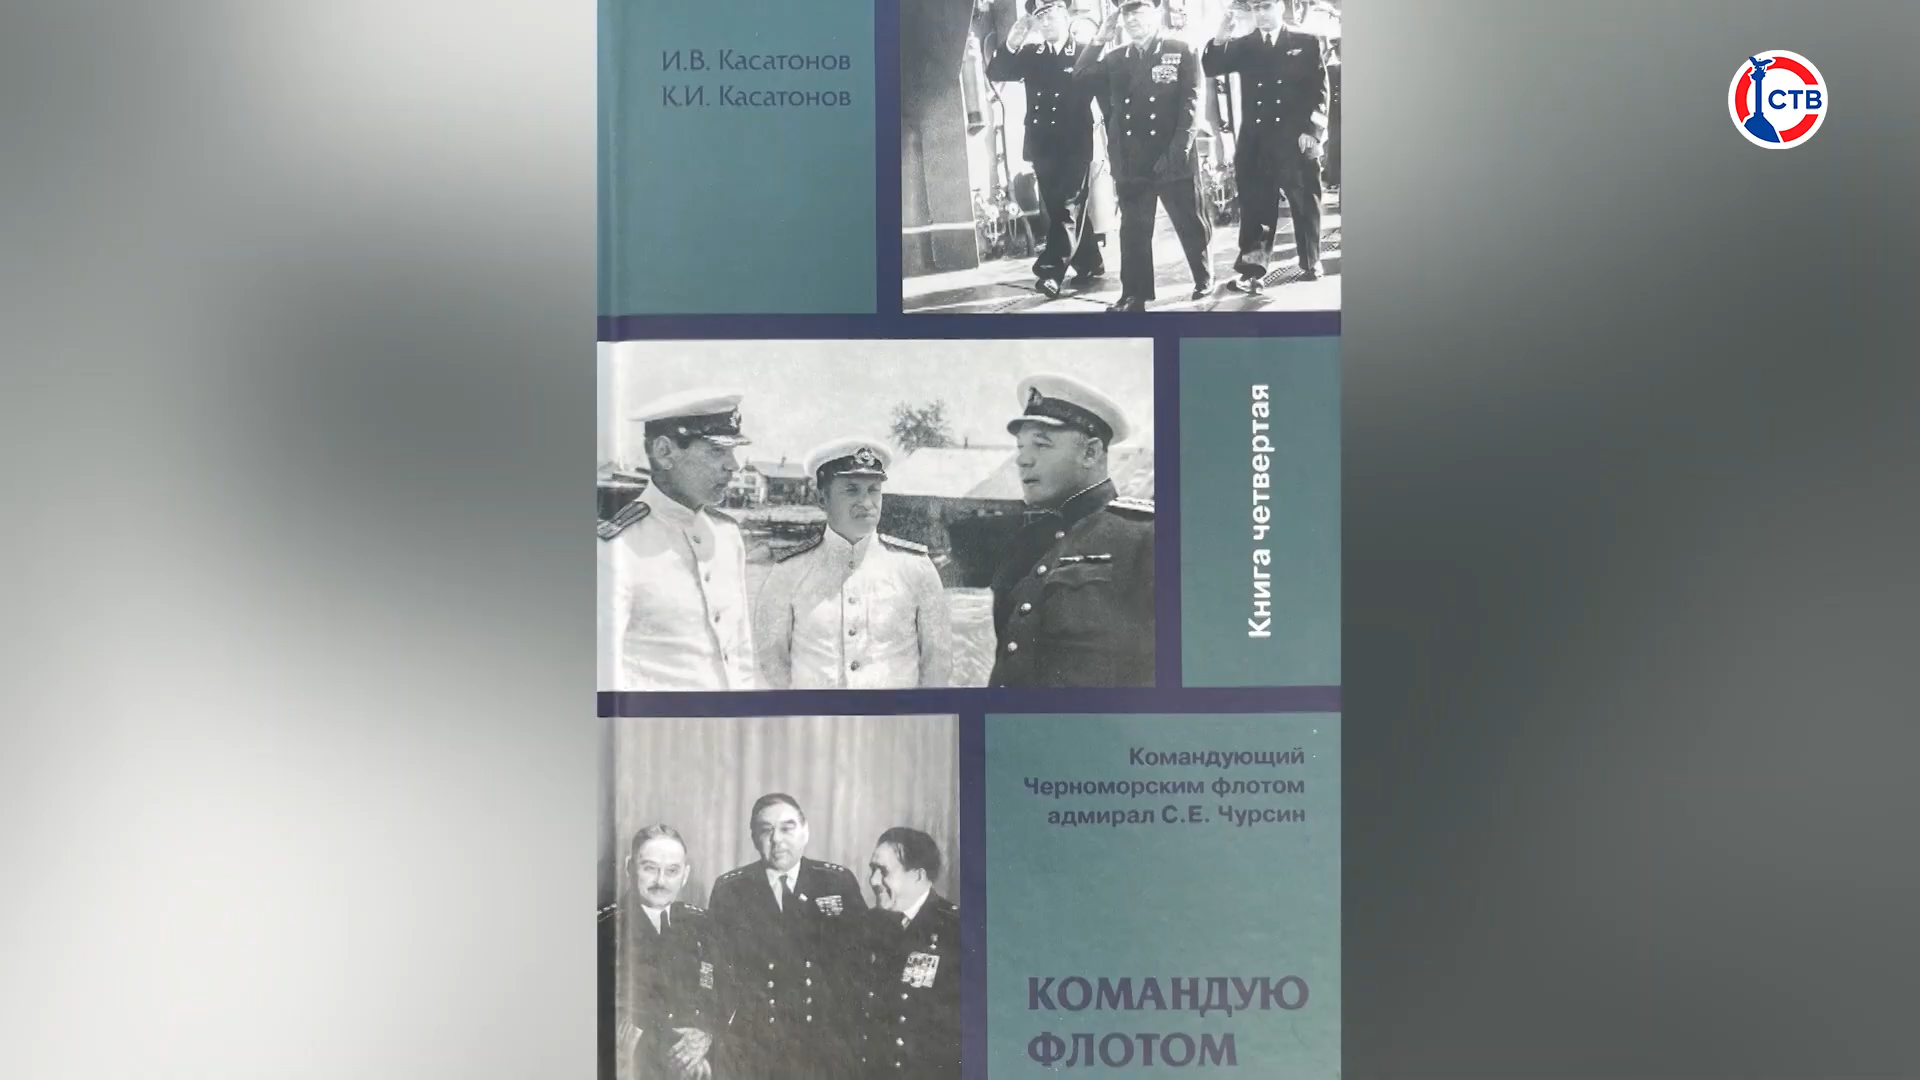 И.В. Касатонов
К.И. Касатонов
СТВ
Книга четвертая
Командующий
Черноморским флотом
адмирал С.Е. Чурсин
КОМАНДУЮ
ФЛОТОМ